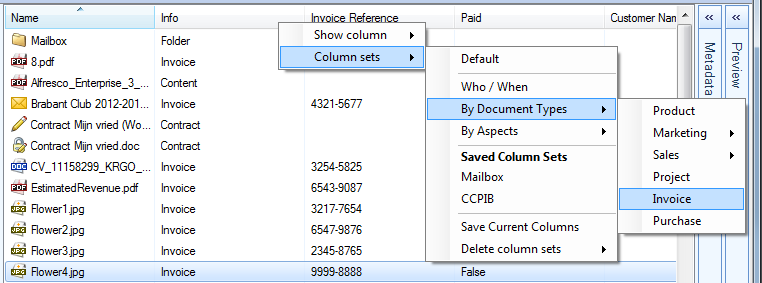 Name Info Invoice Reference Paid Customer Nam
Mailbox Folder
8.pdf Invoice
Alfresco_Enterprise_3_... Content
Brabant Club 2012-201... Invoice 4321-5677
Contract Mijn vried (Wo... Contract
Contract Mijn vried.doc Contract
CV_11158299_KRGO_... Invoice 3254-5825
EstimatedRevenue.pdf Invoice 6543-9087
Flower1.jpg Invoice 3217-7654
Flower2.jpg Invoice 6547-9876
Flower3.jpg Invoice 2345-8765
Flower4.jpg Invoice 9999-8888 False
Show column
Column sets
Default
Who / When
By Document Types
By Aspects
Saved Column Sets
Mailbox
CCPIB
Save Current Columns
Delete column sets
Product
Marketing
Sales
Project
Invoice
Purchase
Metadata
Preview